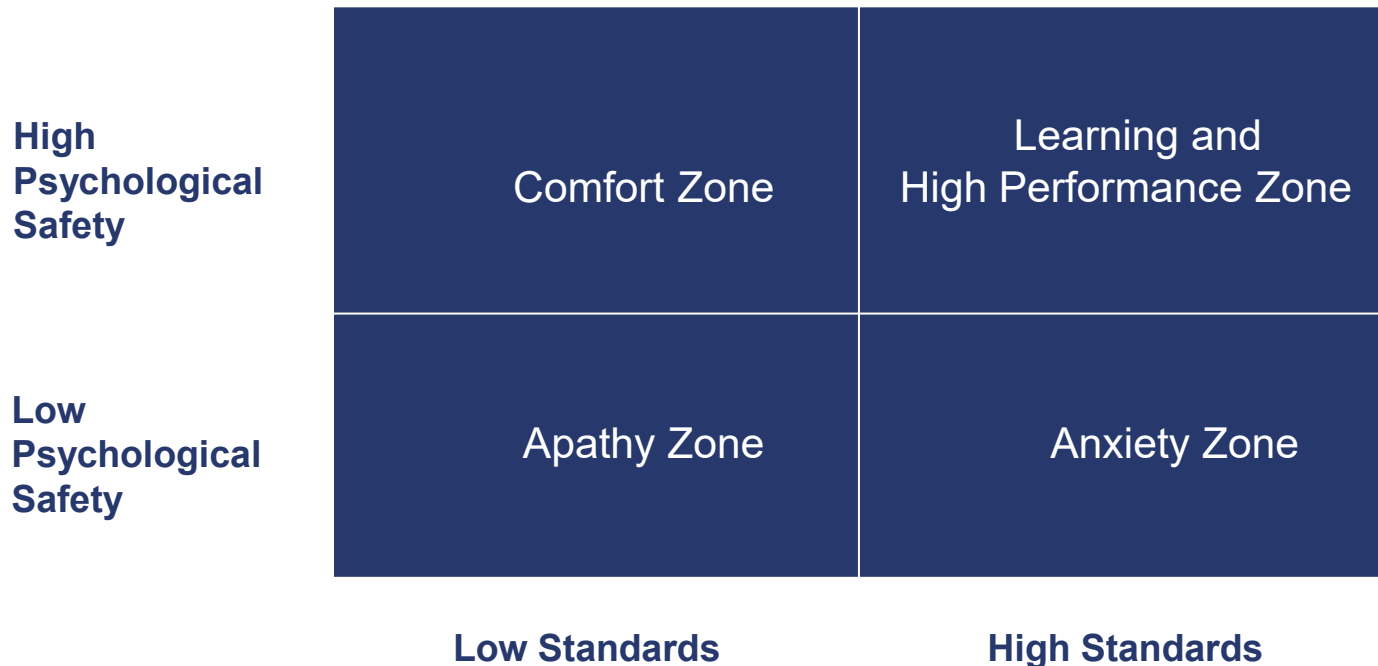 High
Psychological
Safety
Comfort Zone
Learning and
High Performance Zone
Low
Psychological
Safety
Apathy Zone
Anxiety Zone
Low Standards
High Standards